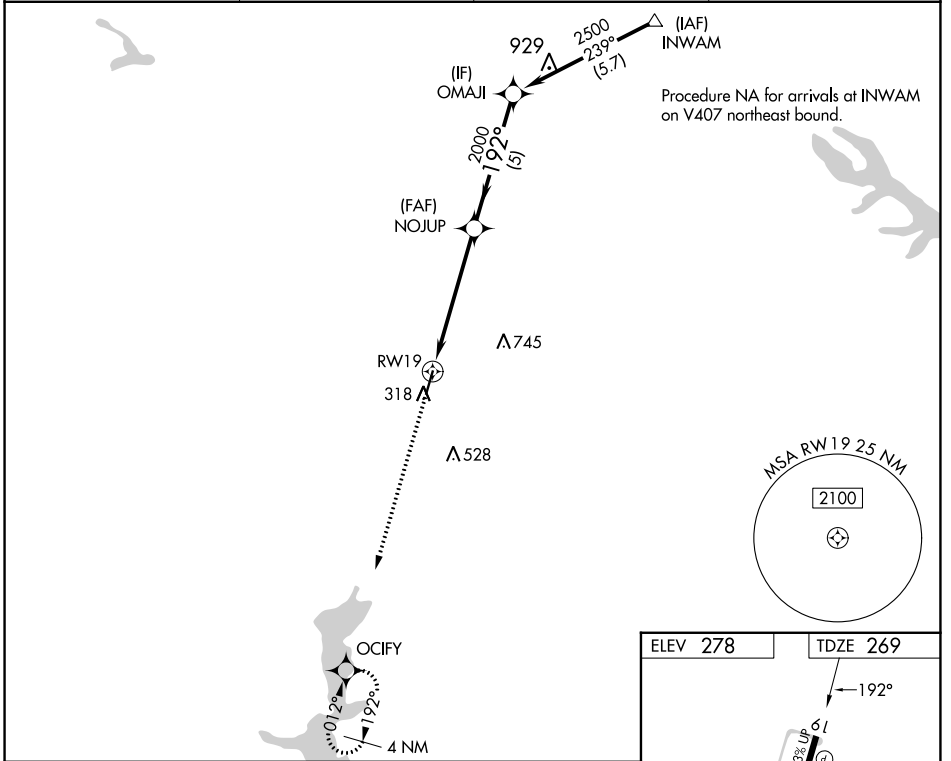 (IAF)
INWAM
2500
239°
(5.7)
929
(IF)
OMAJI
Procedure NA for arrivals at INWAM
on V407 northeast bound.
2000
192°
(5)
(FAF)
NOJUP
745
RW19
318
528
MSA RW19 25 NM
2100
OCIFY
012°
192°
4 NM
ELEV 278
TDZE 269
192°
19
3% UP
P